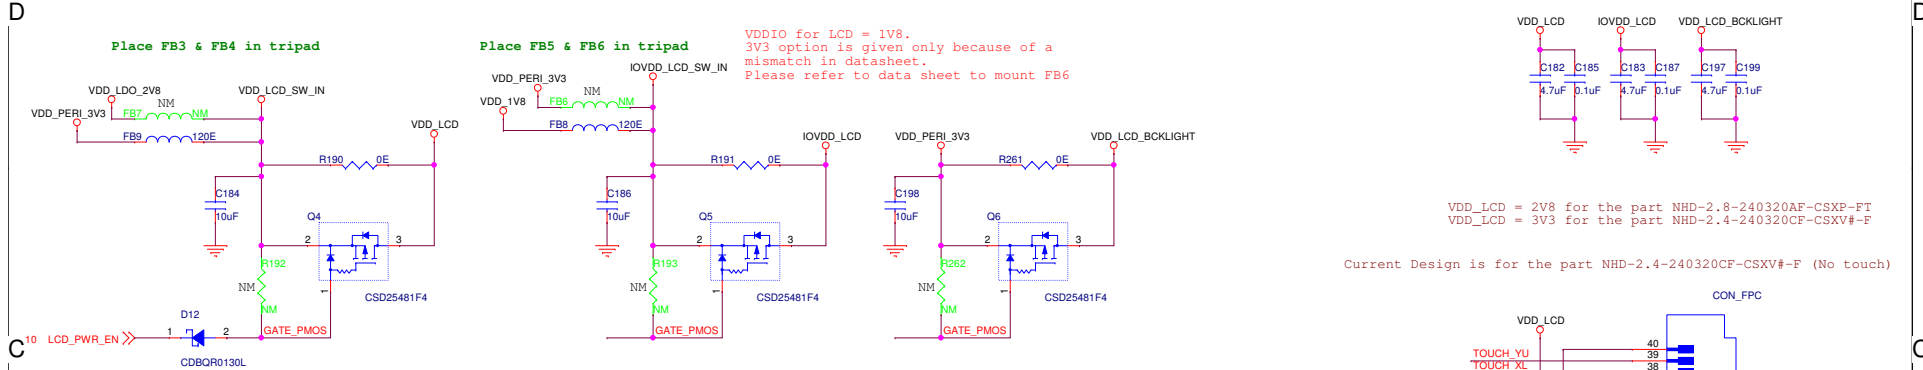 D
D
Place FB3 & FB4 in tripad
Place FB5 & FB6 in tripad
VDDIO for LCD = 1V8.
3V3 option is given only because of a
mismatch in datasheet.
Please refer to data sheet to mount FB6
VDD_LDO_2V8
VDD_PERI_3V3
NM
FB7
NM
FB9
120E
VDD_LCD_SW_IN
VDD_LCD
R190
0E
C184
10uF
Q4
2
3
1
CSD25481F4
R192
NM
NM
GATE_PMOS
D12
1
2
CDBQR0130L
10
LCD_PWR_EN
C
IOVDD_LCD_SW_IN
VDD_PERI_3V3
VDD_1V8
NM
FB6
NM
FB8
120E
IOVDD_LCD
R191
0E
C186
10uF
Q5
2
3
1
CSD25481F4
R193
NM
NM
GATE_PMOS
VDD_PERI_3V3
VDD_LCD_BCKLIGHT
R261
0E
C198
10uF
Q6
2
3
1
CSD25481F4
R262
NM
NM
GATE_PMOS
VDD_LCD
IOVDD_LCD
VDD_LCD_BCKLIGHT
C182
C185
C183
C187
C197
C199
4.7uF
0.1uF
4.7uF
0.1uF
4.7uF
0.1uF
VDD_LCD = 2V8 for the part NHD-2.8-240320AF-CSXP-FT
VDD_LCD = 3V3 for the part NHD-2.4-240320CF-CSXV#-F
Current Design is for the part NHD-2.4-240320CF-CSXV#-F (No touch)
CON_FPC
VDD_LCD
40
TOUCH_YU
39
TOUCH_XL
38
C